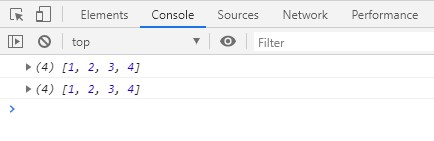 Elements Console Sources Network Performance
top Filter
(4) [1, 2, 3, 4]
(4) [1, 2, 3, 4]